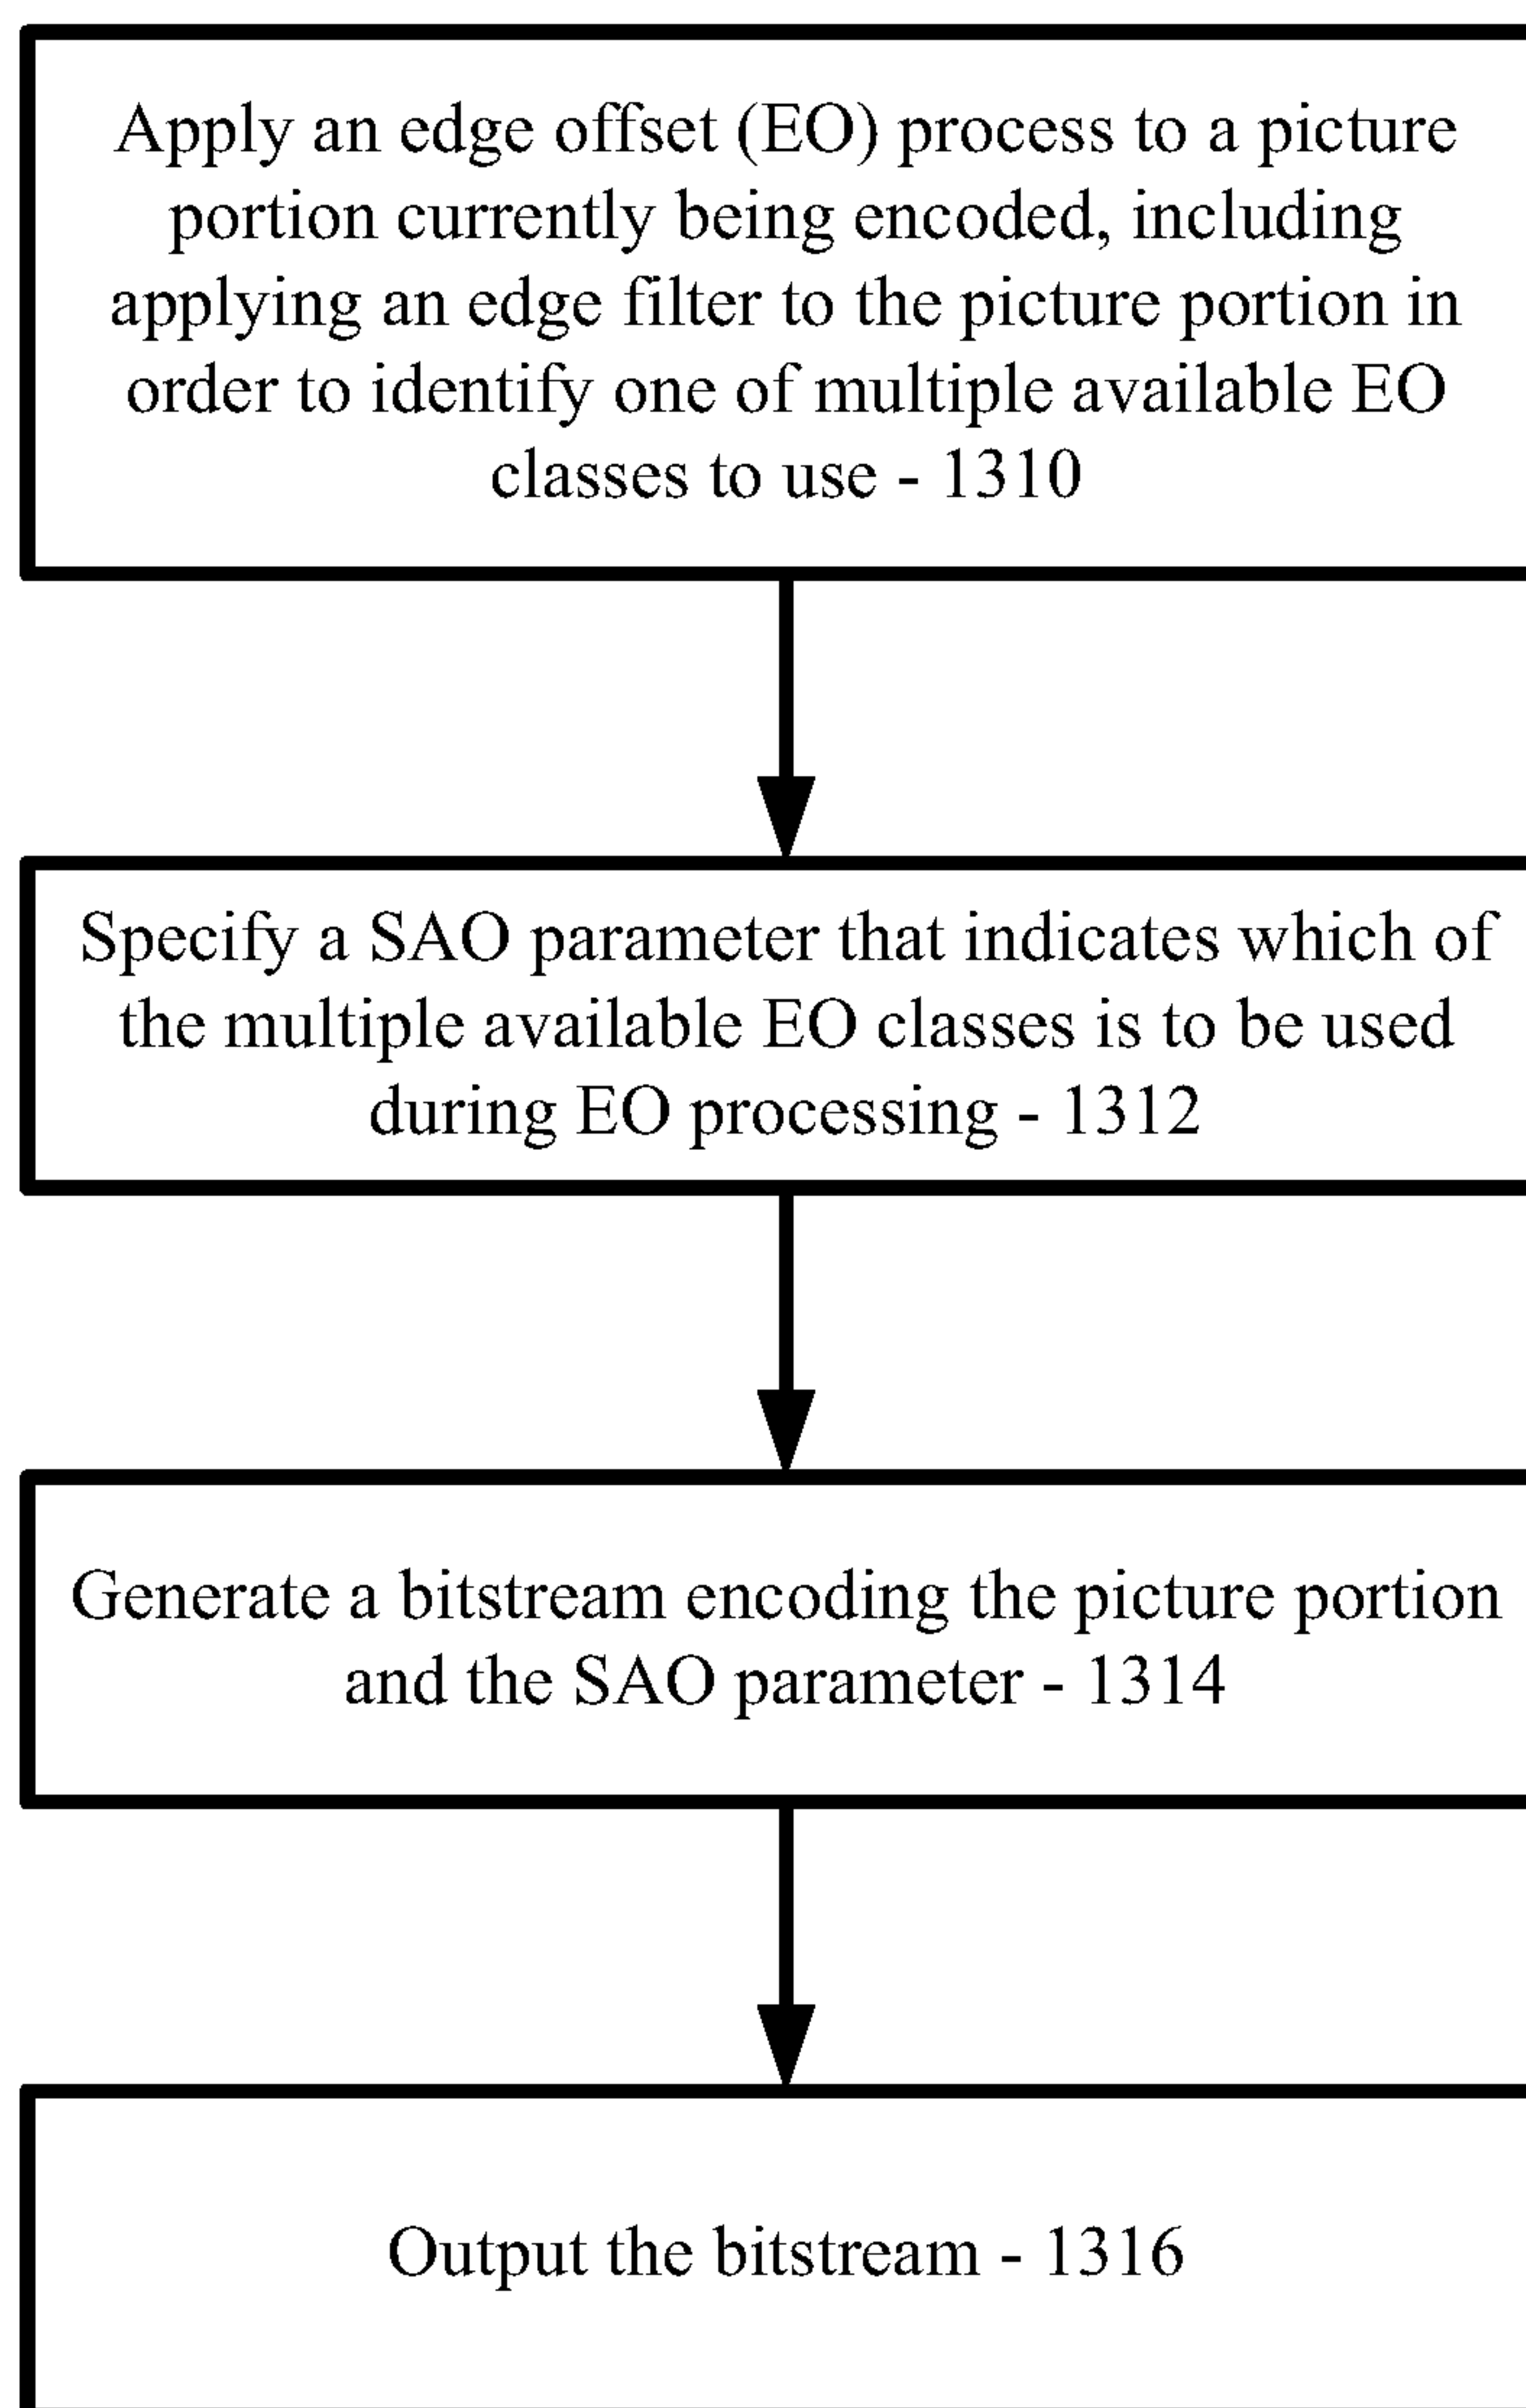 Apply an edge offset (EO) process to a picture
portion currently being encoded, including
applying an edge filter to the picture portion in
order to identify one of multiple available EO
classes to use - 1310
Specify a SAO parameter that indicates which of
the multiple available EO classes is to be used
during EO processing - 1312
Generate a bitstream encoding the picture portion
and the SAO parameter - 1314
Output the bitstream - 1316